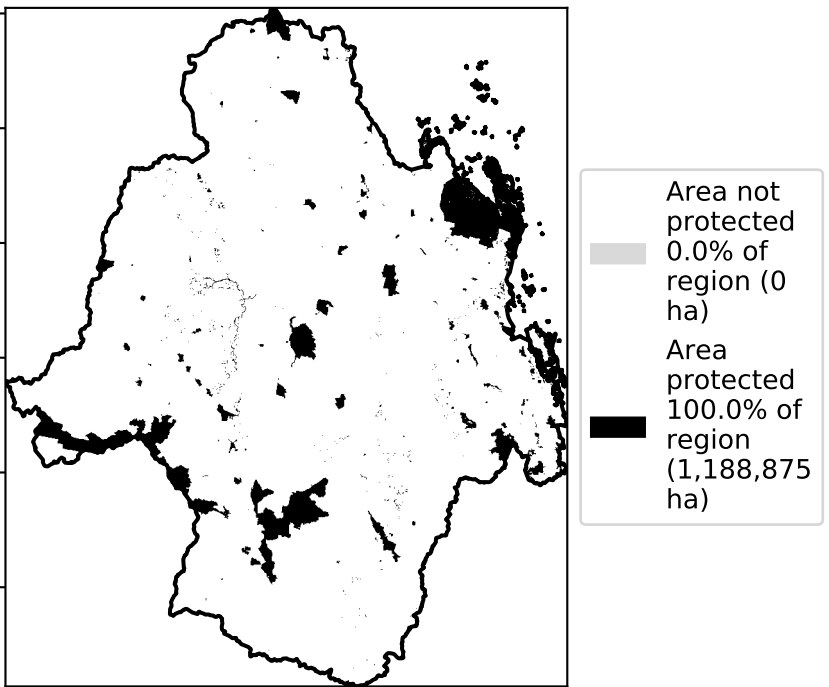 Area not
protected
0.0% of
region (0
ha)
Area
protected
100.0% of
region
(1,188,875
ha)